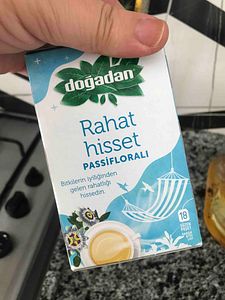 doğadan
Rahat
hisset
PASSİFLORALI
Bitkilerin iyiliğinden
gelen rahatlığı
hissedin.
18